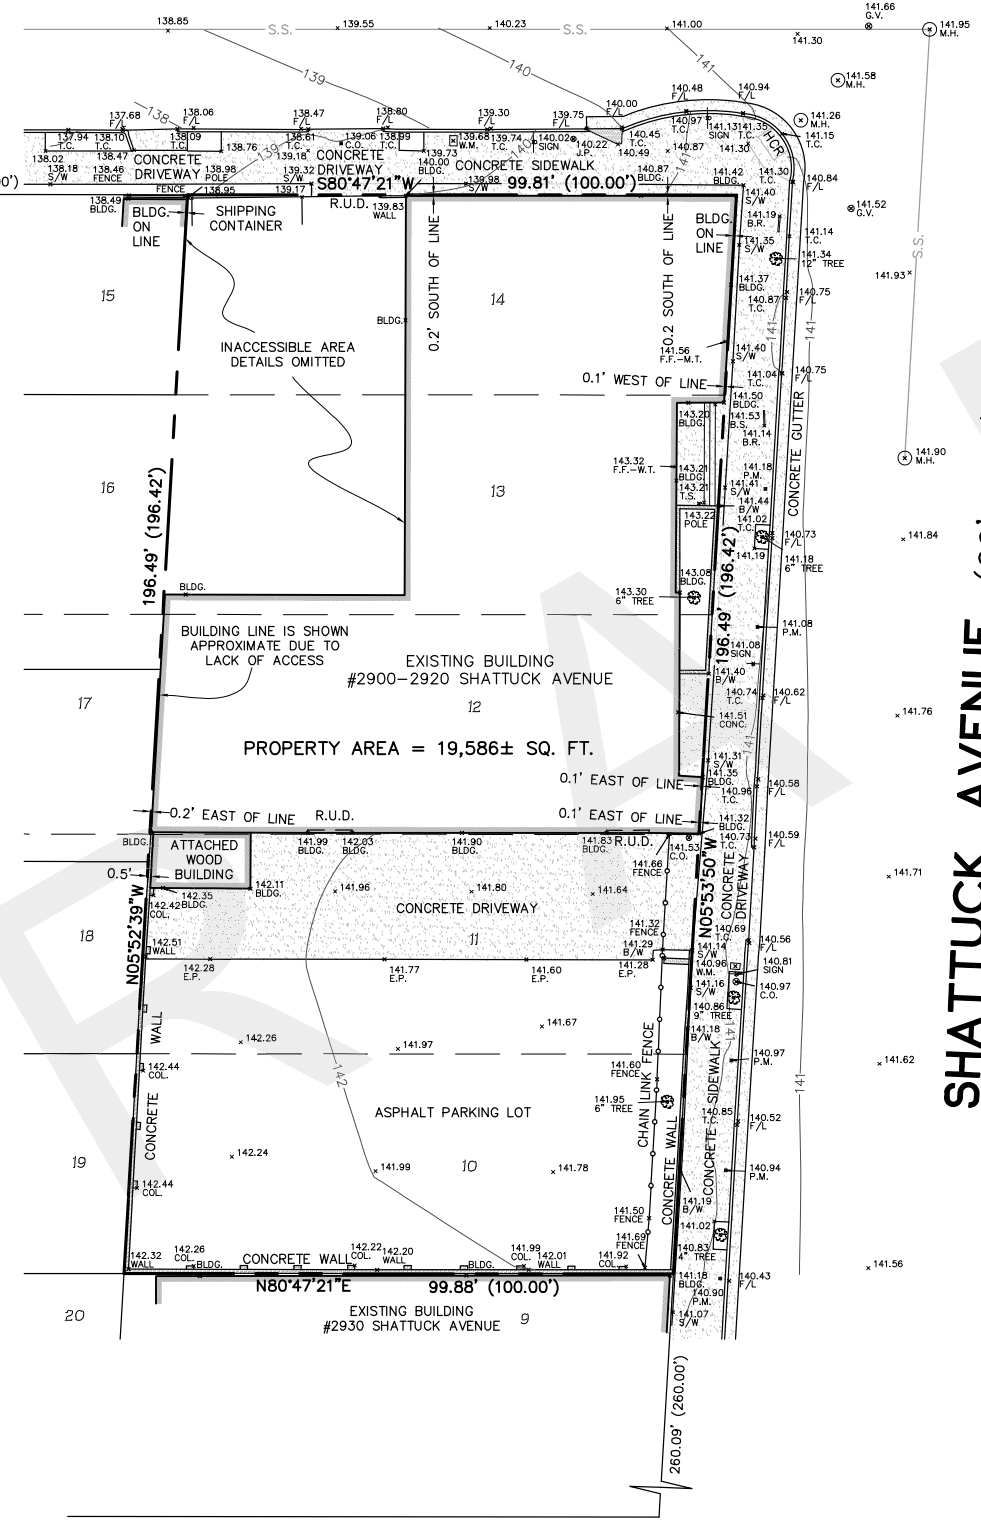 138.85
139.55
140.23
141.00
141.66
G.V.
141.95
M.H.
S.S.
S.S.
141.30
139
140
141
141.58
M.H.
137.68
F/L
138.06
F/L
138
138.47
F/L
138.80
F/L
139.30
F/L
139.75
F/L
140.00
F/L
140.48
F/L
140.94
F/L
141.26
M.H.
137.94
T.C.
138.10
T.C.
138.09
T.C.
138.61
T.C.
139.06
C.O.
138.99
T.C.
139.68
W.M.
139.74
T.C.
140.02
SIGN
140.22
J.P.
140.45
T.C.
140.97
T.C.
141.13
SIGN
141.35
T.C.
HCR
141.15
T.C.
138.02
138.47
138.76
139
139.18
139.73
140
140.49
140.87
141
141.30
CONCRETE
DRIVEWAY
CONCRETE
DRIVEWAY
CONCRETE SIDEWALK
138.18
S/W
138.46
FENCE
138.98
POLE
139.32
S/W
140.00
BLDG.
139.98
S/W
140.87
BLDG.
141.42
BLDG.
141.30
T.C.
140.84
F/L
00')
FENCE
138.95
139.17
S80°47'21"W
99.81' (100.00')
141.40
S/W
138.49
BLDG.
R.U.D.
139.83
WALL
BLDG.
ON
LINE
SHIPPING
CONTAINER
BLDG.
ON
LINE
141.19
B.R.
141.52
G.V.
141.35
S/W
141.14
T.C.
S.S.
0.2' SOUTH OF LINE
0.2 SOUTH OF LINE
141.34
12" TREE
141.93
141.37
BLDG.
140.87
T.C.
140.75
F/L
15
14
BLDG.
141
141
INACCESSIBLE AREA
DETAILS OMITTED
141.56
F.F.-M.T.
141.40
S/W
0.1' WEST OF LINE
141.04
T.C.
140.75
F/L
141.50
BLDG.
143.20
BLDG.
141.53
B.S.
141.14
B.R.
CONCRETE GUTTER
141.90
M.H.
143.32
F.F.-W.T.
143.21
BLDG.
143.21
T.S.
141.18
P.M.
141.41
S/W
141.44
B/W
16
13
196.49' (196.42')
143.22
POLE
141.02
T.C.
140.73
F/L
141.84
141.19
141.18
6" TREE
196.49' (196.42')
143.08
BLDG.
BLDG.
143.30
6" TREE
BUILDING LINE IS SHOWN
APPROXIMATE DUE TO
LACK OF ACCESS
141.08
P.M.
141.08
SIGN
EXISTING BUILDING
#2900-2920 SHATTUCK AVENUE
141.40
B/W
140.74
T.C.
140.62
F/L
17
12
141.51
CONC.
141.76
PROPERTY AREA = 19,586± SQ. FT.
141
141.31
S/W
0.1' EAST OF LINE
141.35
BLDG.
140.96
T.C.
140.58
F/L
0.2' EAST OF LINE
R.U.D.
0.1' EAST OF LINE
141.32
BLDG.
BLDG.
ATTACHED
WOOD
BUILDING
141.99
BLDG.
142.03
BLDG.
141.90
BLDG.
141.83
BLDG.
R.U.D.
141.53
C.O.
140.73
T.C.
140.59
F/L
141.66
FENCE
0.5'
142.35
BLDG.
142.11
BLDG.
141.96
141.80
141.64
141.71
142.42
COL.
CONCRETE DRIVEWAY
CONCRETE
DRIVEWAY
N05°52'39"W
N05°53'50"W
141.32
FENCE
140.69
T.C.
18
11
142.51
WALL
141.29
B/W
141.14
S/W
140.56
F/L
142.28
E.P.
141.77
E.P.
141.60
E.P.
141.28
E.P.
140.96
W.M.
140.81
SIGN
141.16
S/W
140.97
C.O.
140.86
9" TREE
WALL
142.26
141.97
141.67
141.18
B/W
141
140.97
P.M.
141.62
142.44
COL.
142
141.60
FENCE
141
141.95
6" TREE
CHAIN LINK FENCE
CONCRETE
ASPHALT PARKING LOT
140.85
T.C.
140.52
F/L
CONCRETE SIDEWALK
CONCRETE WALL
19
10
142.24
141.99
141.78
140.94
P.M.
142.44
COL.
141.19
B/W
141.50
FENCE
141.02
141.69
FENCE
140.83
4" TREE
142.32
WALL
142.26
COL.
BLDG.
CONCRETE WALL
142.22
COL.
142.20
WALL
BLDG.
141.99
COL.
142.01
WALL
141.92
COL.
141.18
BLDG.
140.43
F/L
141.56
N80°47'21"E
99.88' (100.00')
140.90
P.M.
141.07
S/W
20
9
EXISTING BUILDING
#2930 SHATTUCK AVENUE
260.09' (260.00')
SHATTUCK AVENUE